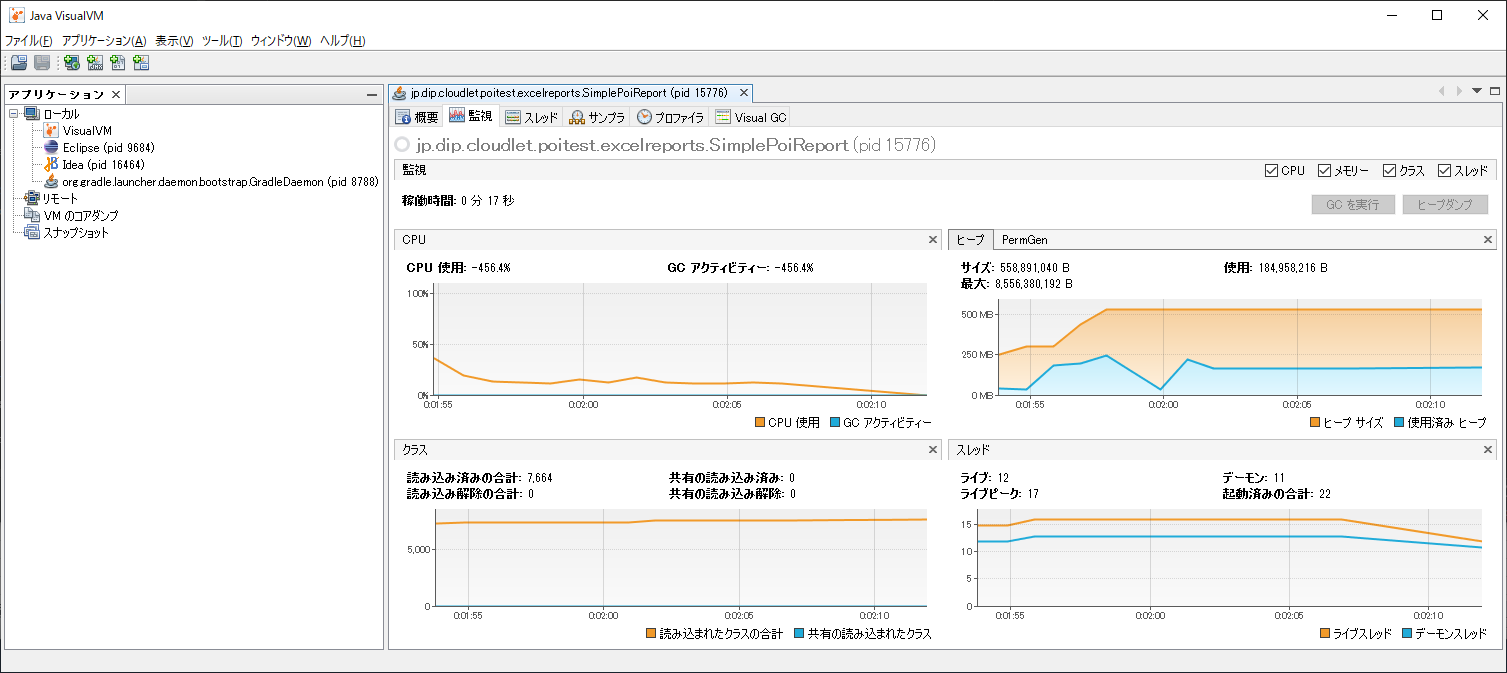 Java VisualVM
ファイル(F) アプリケーション(A) 表示(V) ツール(T) ウィンドウ(W) ヘルプ(H)
アプリケーション
ローカル
VisualVM
Eclipse (pid 9684)
Idea (pid 16464)
org.gradle.launcher.daemon.bootstrap.GradleDaemon (pid 8788)
リモート
VM のコアダンプ
スナップショット
jp.dip.cloudlet.poitest.excelreports.SimplePoiReport (pid 15776)
概要 監視 スレッド サンプラ プロファイラ Visual GC
jp.dip.cloudlet.poitest.excelreports.SimplePoiReport (pid 15776)
監視
CPU メモリー クラス スレッド
稼働時間: 0 分 17 秒
GC を実行 ヒープダンプ
CPU
CPU 使用: -456.4% GC アクティビティー: -456.4%
100%
50%
0%
0:01:55 0:02:00 0:02:05 0:02:10
CPU 使用 GC アクティビティー
ヒープ PermGen
サイズ: 558,891,040 B 使用: 184,958,216 B
最大: 8,556,380,192 B
500 MB
250 MB
0 MB
0:01:55 0:02:00 0:02:05 0:02:10
ヒープ サイズ 使用済み ヒープ
クラス
読み込み済みの合計: 7,664 共有の読み込み済み: 0
読み込み解除の合計: 0 共有の読み込み解除: 0
5,000
0
0:01:55 0:02:00 0:02:05 0:02:10
読み込まれたクラスの合計 共有の読み込まれたクラス
スレッド
ライブ: 12 デーモン: 11
ライブピーク: 17 起動済みの合計: 22
15
10
5
0
0:01:55 0:02:00 0:02:05 0:02:10
ライブスレッド デーモンスレッド